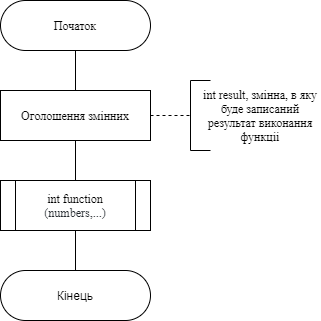 Початок
Оголошення змінних
int result, змінна, в яку
буде записаний
результат виконання
функції
int function
(numbers,...)
Кінець